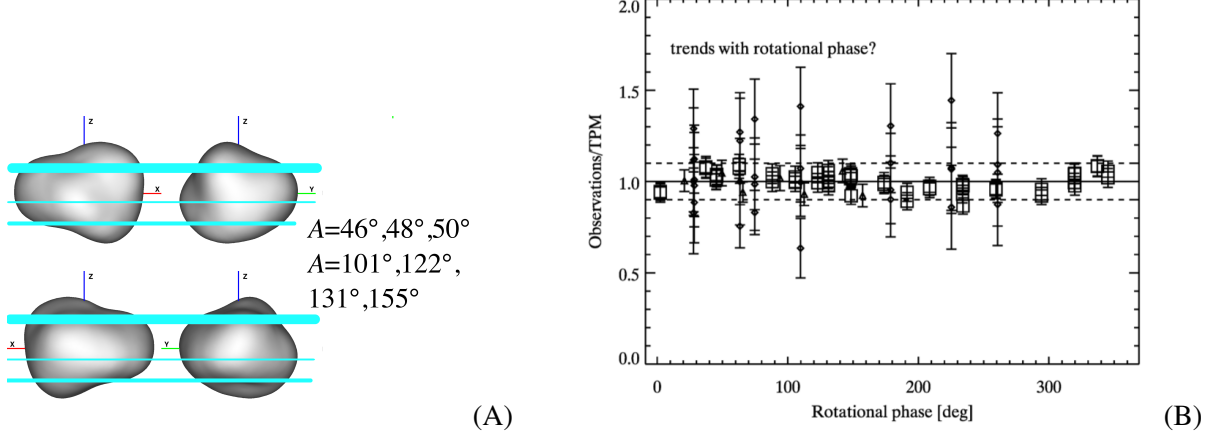 z
z
x
Y
A=46°,48°,50°
A=101°,122°,
131°,155°
z
z
x
Y
(A)
2.0
trends with rotational phase?
1.5
1.0
0.5
0.0
Observations/TPM
0
100
200
300
Rotational phase [deg]
(B)